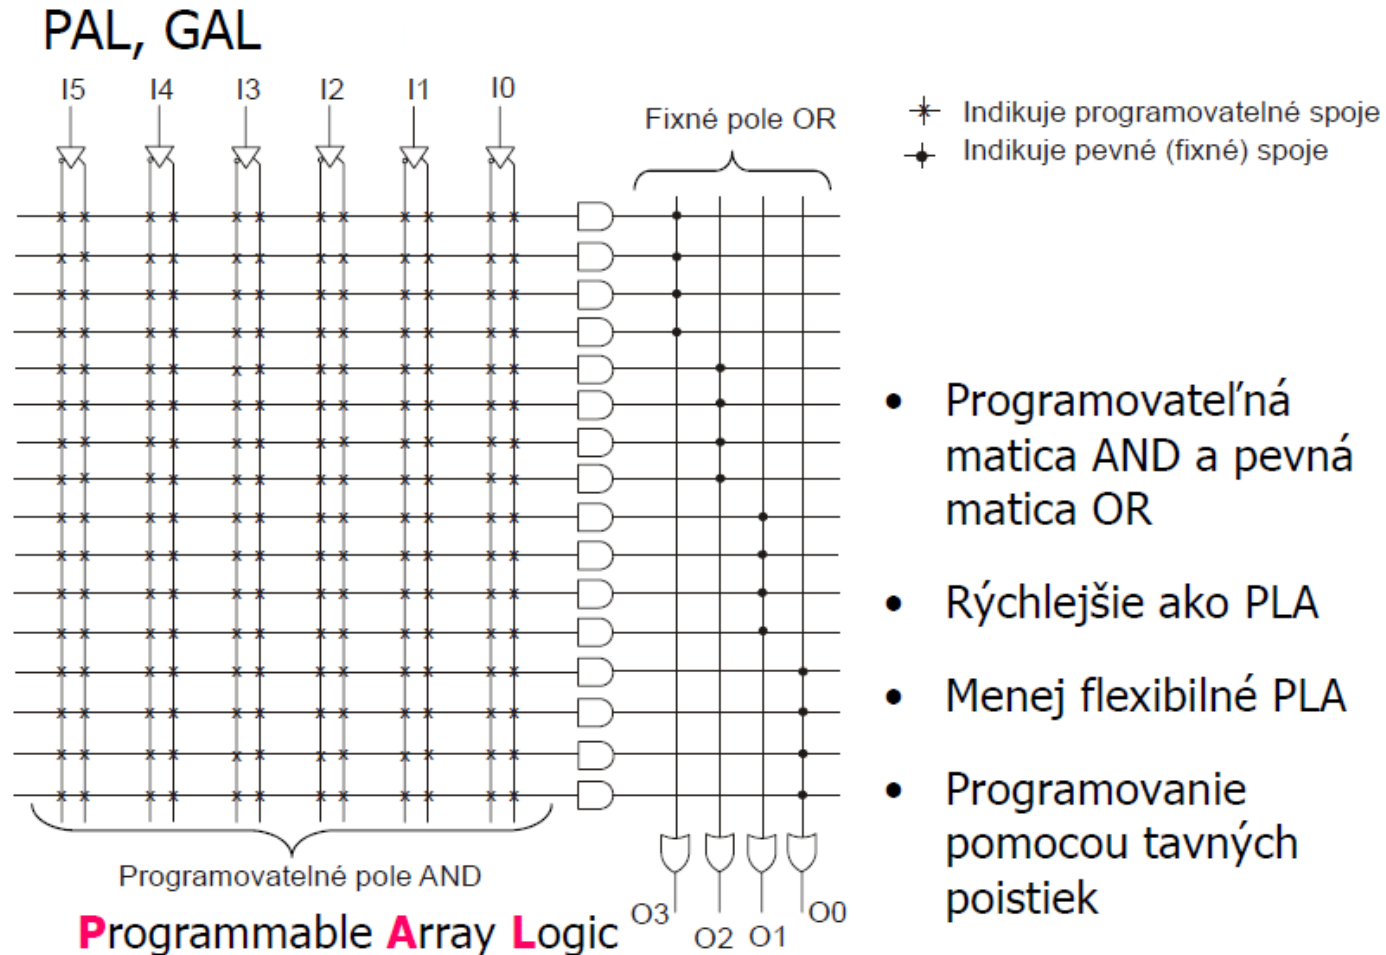 PAL, GAL
I5 I4 I3 I2 I1 I0
Fixné pole OR
Indikuje programovatelné spoje
Indikuje pevné (fixné) spoje
• Programovateľná
matica AND a pevná
matica OR
• Rýchlejšie ako PLA
• Menej flexibilné PLA
• Programovanie
pomocou tavných
poistiek
Programovatelné pole AND
Programmable Array Logic
O3 O2 O1 O0